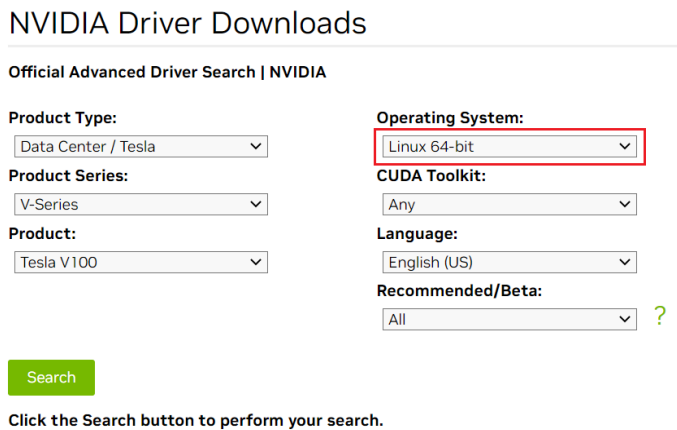 NVIDIA Driver Downloads
Official Advanced Driver Search | NVIDIA
Product Type:
Data Center / Tesla
Operating System:
Linux 64-bit
Product Series:
V-Series
CUDA Toolkit:
Any
Product:
Tesla V100
Language:
English (US)
Recommended/Beta:
All
?
Search
Click the Search button to perform your search.